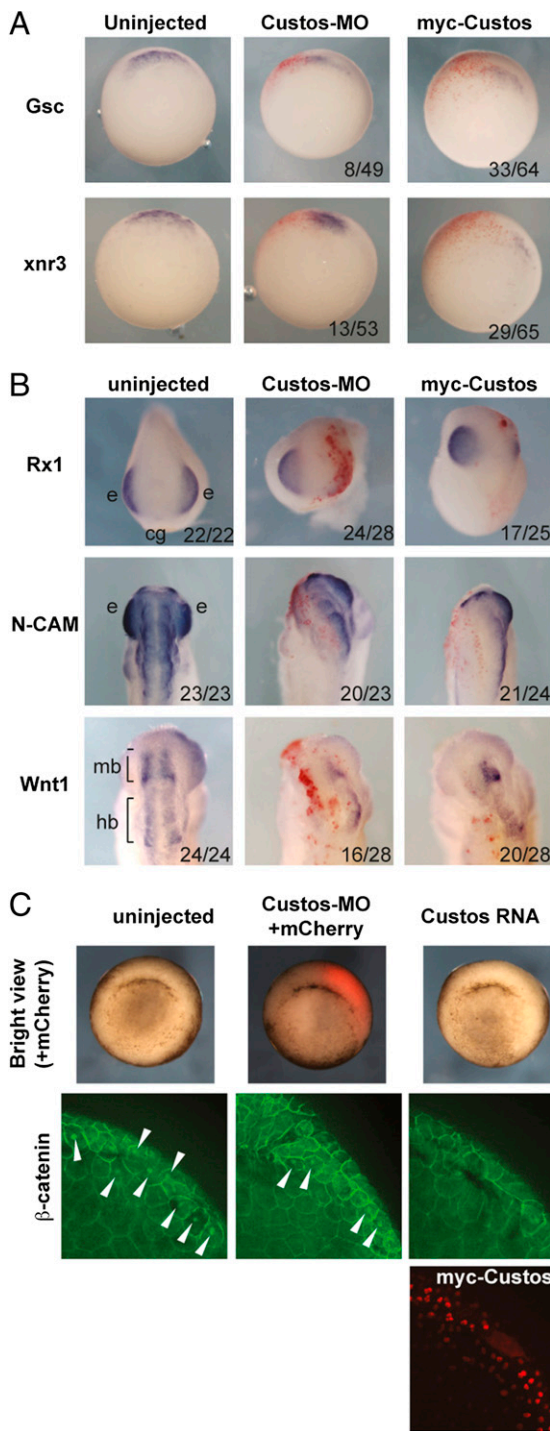 A
Uninjected Custos-MO myc-Custos
Gsc
8/49 33/64
xnr3
13/53 29/65
B
uninjected Custos-MO myc-Custos
Rx1
e e
cg 22/22 24/28 17/25
N-CAM
e e
23/23 20/23 21/24
Wnt1
mb
hb
24/24 16/28 20/28
C
uninjected Custos-MO +mCherry Custos RNA
Bright view
(+mCherry)
β-catenin
myc-Custos